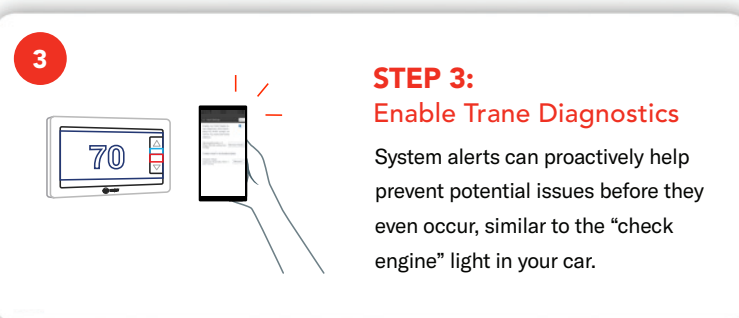 3
STEP 3:
Enable Trane Diagnostics
70
System alerts can proactively help
prevent potential issues before they
even occur, similar to the “check
engine” light in your car.